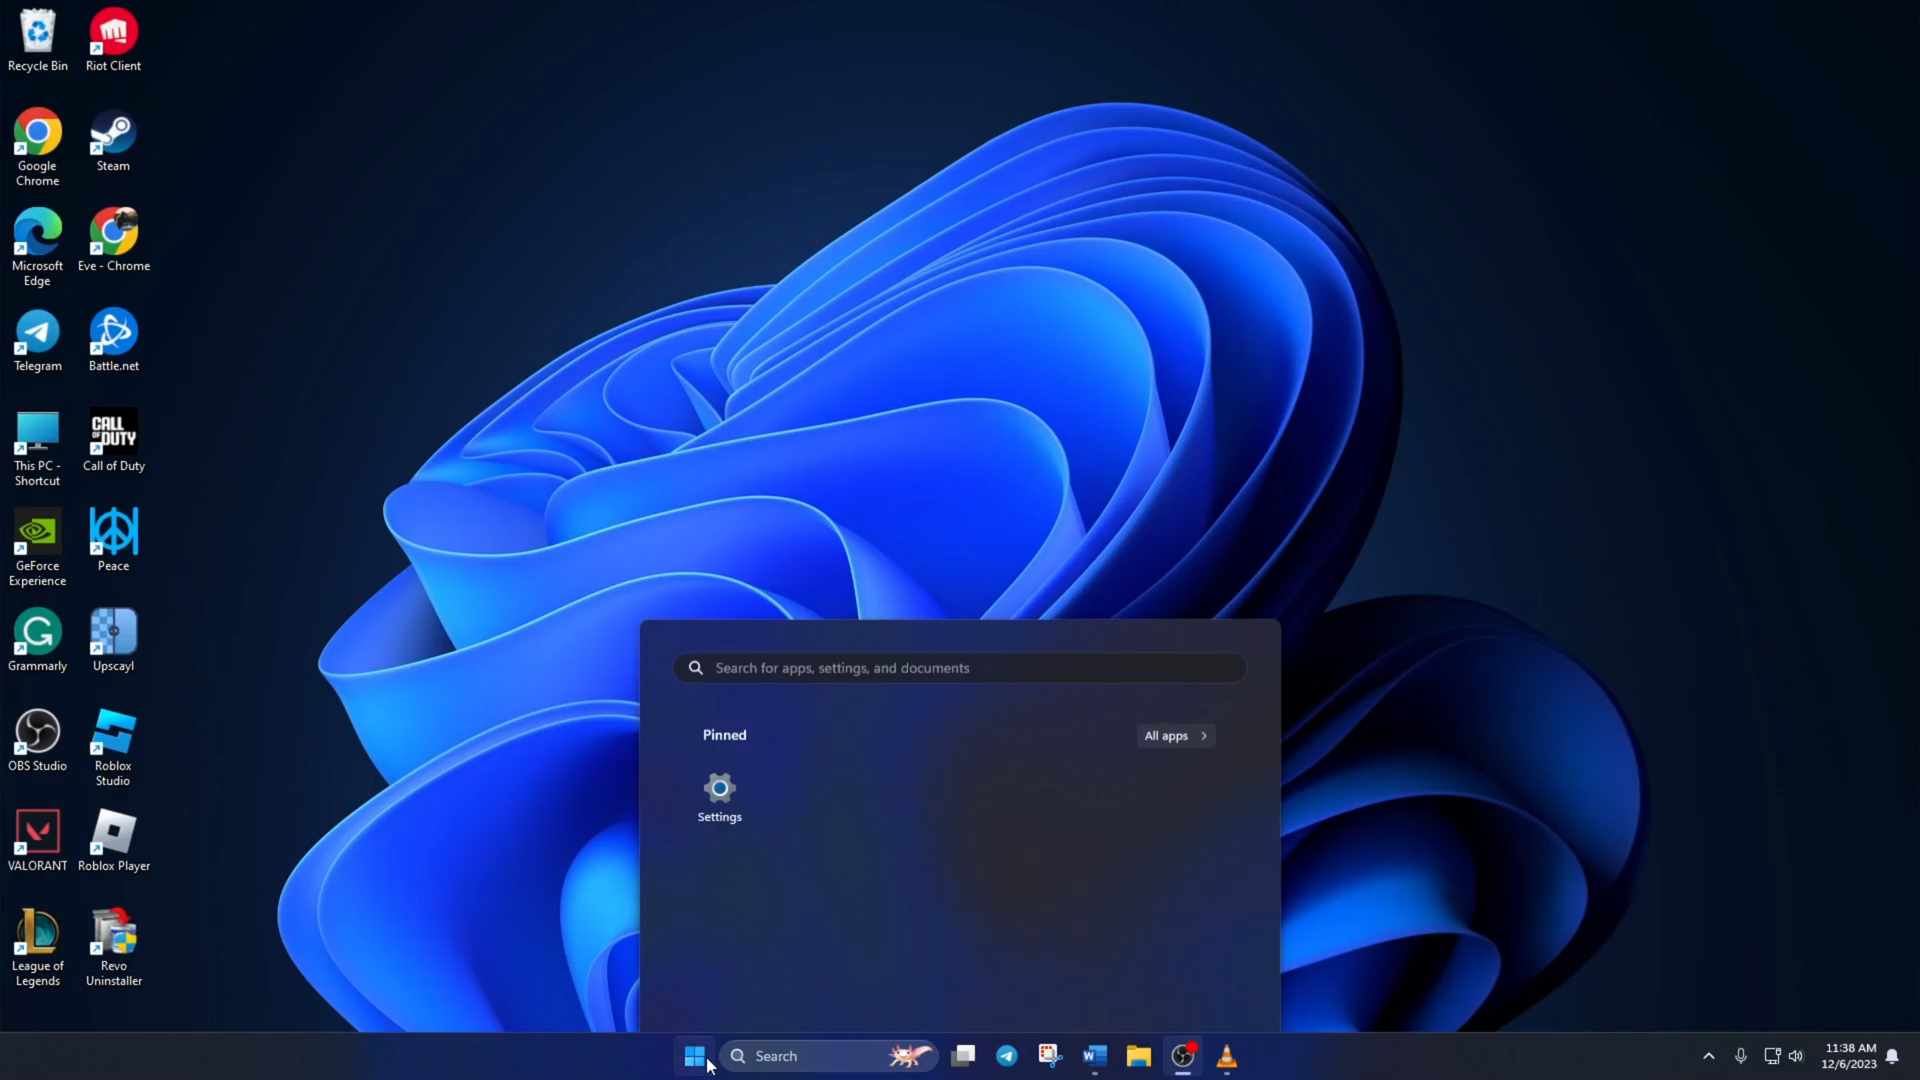 Recycle Bin
Riot Client
Google
Chrome
Steam
Microsoft
Edge
Eve - Chrome
Telegram
Battle.net
This PC -
Shortcut
CALL
OF DUTY
Call of Duty
GeForce
Experience
Peace
Grammarly
Upscayl
OBS Studio
Roblox
Studio
VALORANT
Roblox Player
League of
Legends
Revo
Uninstaller
Search for apps, settings, and documents
Pinned
All apps
Settings
Search
11:38 AM
12/6/2023